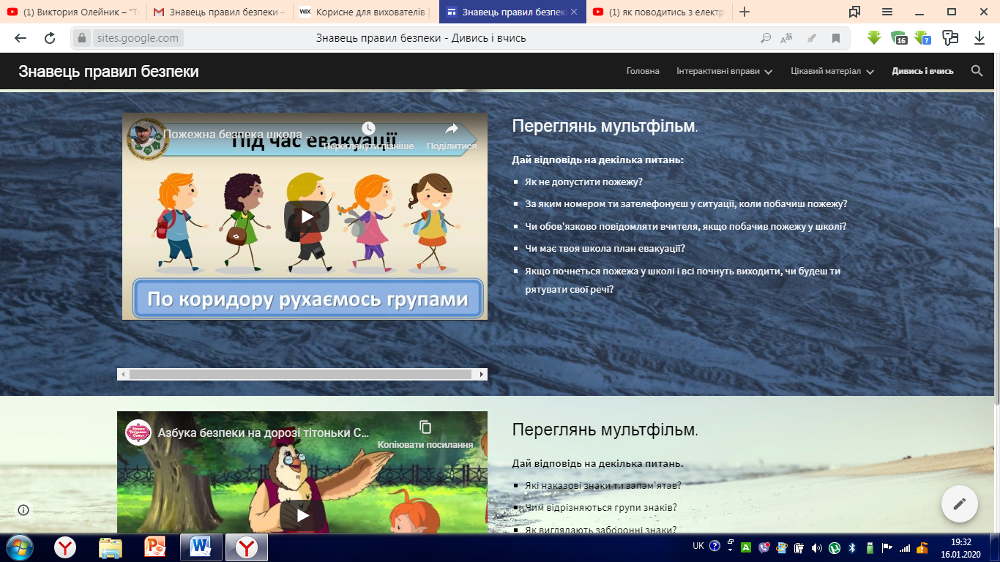 (1) Виктория Олейник – "То
Знавець правил безпеки –
WIX Корисне для вихователів |
Знавець правил безпек
(1) як поводитись з електр
sites.google.com
Знавець правил безпеки - Дивись і вчись
16
?
Знавець правил безпеки
Головна
Інтерактивні вправи
Цікавий матеріал
Дивись і вчись
Пожежна безпека школа ...
Переглянути пізніше
Поділитися
Під час евакуації
По коридору рухаємось групами
Переглянь мультфільм.
Дай відповідь на декілька питань:
Як не допустити пожежу?
За яким номером ти зателефонуєш у ситуації, коли побачиш пожежу?
Чи обов'язково повідомляти вчителя, якщо побачив пожежу у школі?
Чи має твоя школа план евакуації?
Якщо почнеться пожежа у школі і всі почнуть виходити, чи будеш ти
рятувати свої речі?
Азбука безпеки на дорозі тітоньки С...
Копіювати посилання
Переглянь мультфільм.
Дай відповідь на декілька питань.
Які наказові знаки ти запам'ятав?
Чим відрізняються групи знаків?
Як виглядають заборонні знаки?
UK
19:32
16.01.2020